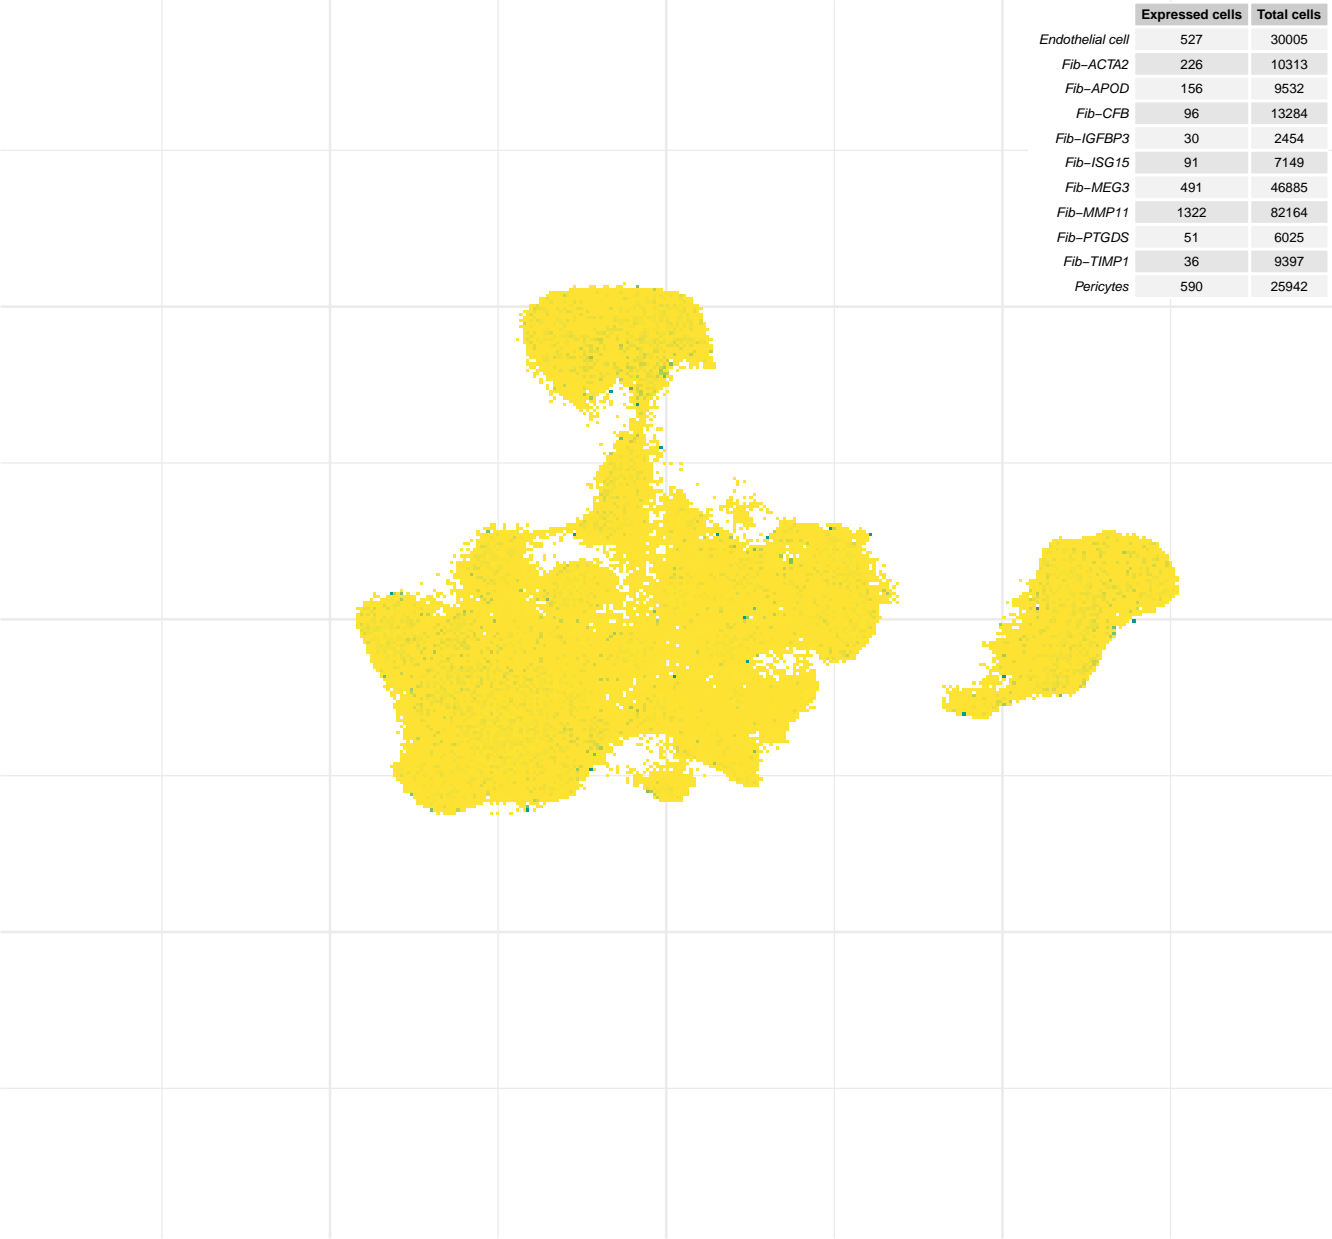 Expressed cells Total cells
Endothelial cell 527 30005
Fib−ACTA2 226 10313
Fib−APOD 156 9532
Fib−CFB 96 13284
Fib−IGFBP3 30 2454
Fib−ISG15 91 7149
Fib−MEG3 491 46885
Fib−MMP11 1322 82164
Fib−PTGDS 51 6025
Fib−TIMP1 36 9397
Pericytes 590 25942